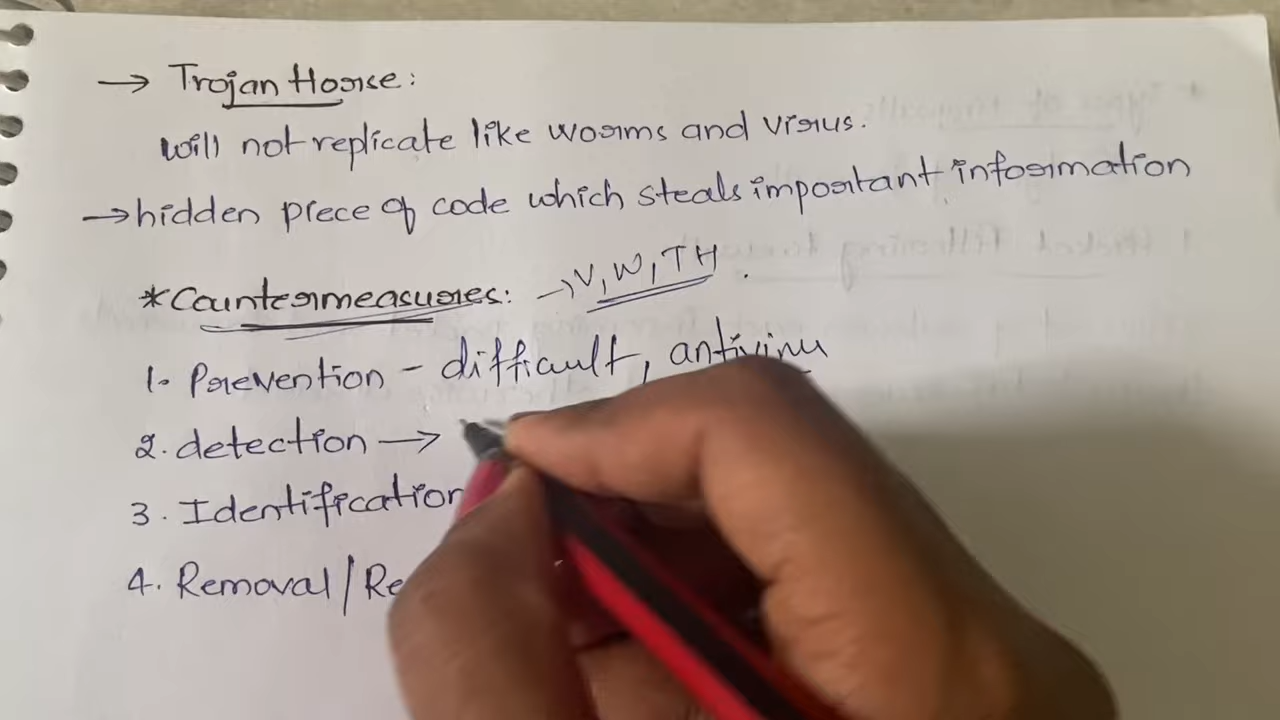 → Trojan Horse:
will not replicate like worms and virus.
→ hidden piece of code which steals important information
*Countermeasures: → V, W, TH.
1. Prevention - difficult, antiviru
2. detection →
3. Identification
4. Removal / Re